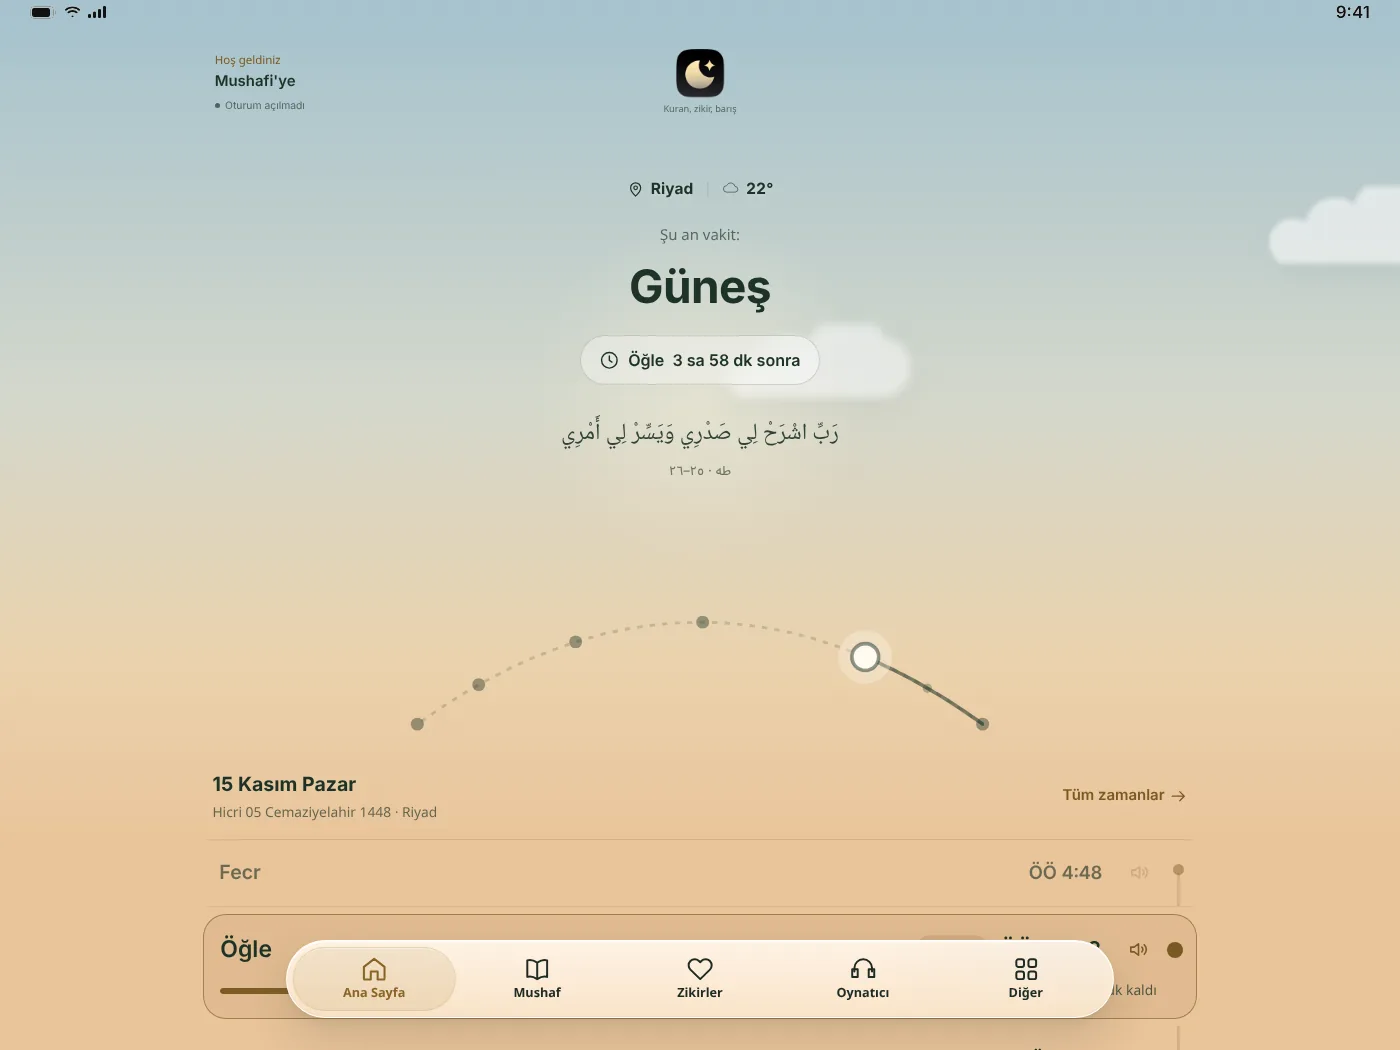 9:41
Hoş geldiniz
Mushafi'ye
Oturum açılmadı
Kuran, zikir, barış
Riyad
22°
Şu an vakit:
Güneş
Öğle 3 sa 58 dk sonra
رَبِّ اشْرَحْ لِي صَدْرِي وَيَسِّرْ لِي أَمْرِي
طه · ٢٥–٢٦
15 Kasım Pazar
Hicri 05 Cemaziyelahir 1448 · Riyad
Tüm zamanlar
Fecr
ÖÖ 4:48
Öğle
kaldı
Ana Sayfa
Mushaf
Zikirler
Oynatıcı
Diğer